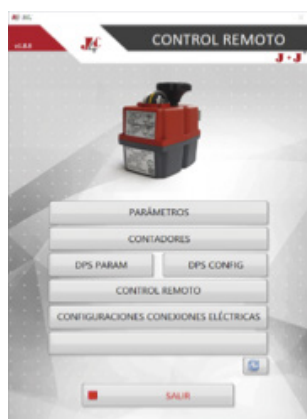 CONTROL REMOTO
J+J
PARÁMETROS
CONTADORES
DPS PARAM
DPS CONFIG
CONTROL REMOTO
CONFIGURACIONES CONEXIONES ELÉCTRICAS
SALIR